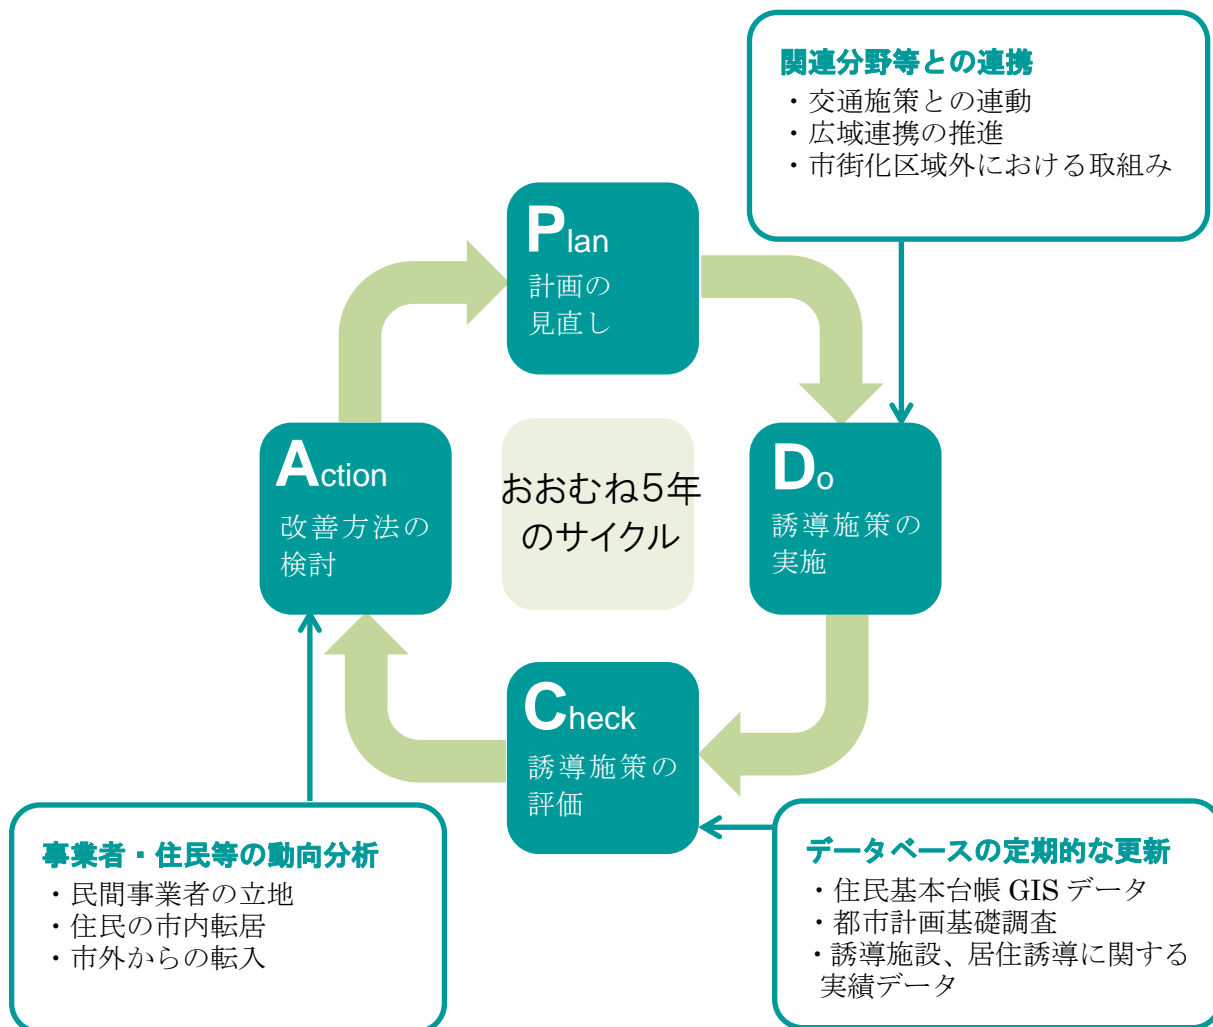 関連分野等との連携
・交通施策との連動
・広域連携の推進
・市街化区域外における取組み
Plan
計画の
見直し
Action
改善方法の
検討
おおむね５年
のサイクル
Do
誘導施策の
実施
Check
誘導施策の
評価
事業者・住民等の動向分析
・民間事業者の立地
・住民の市内転居
・市外からの転入
データベースの定期的な更新
・住民基本台帳 GIS データ
・都市計画基礎調査
・誘導施設、居住誘導に関する
実績データ